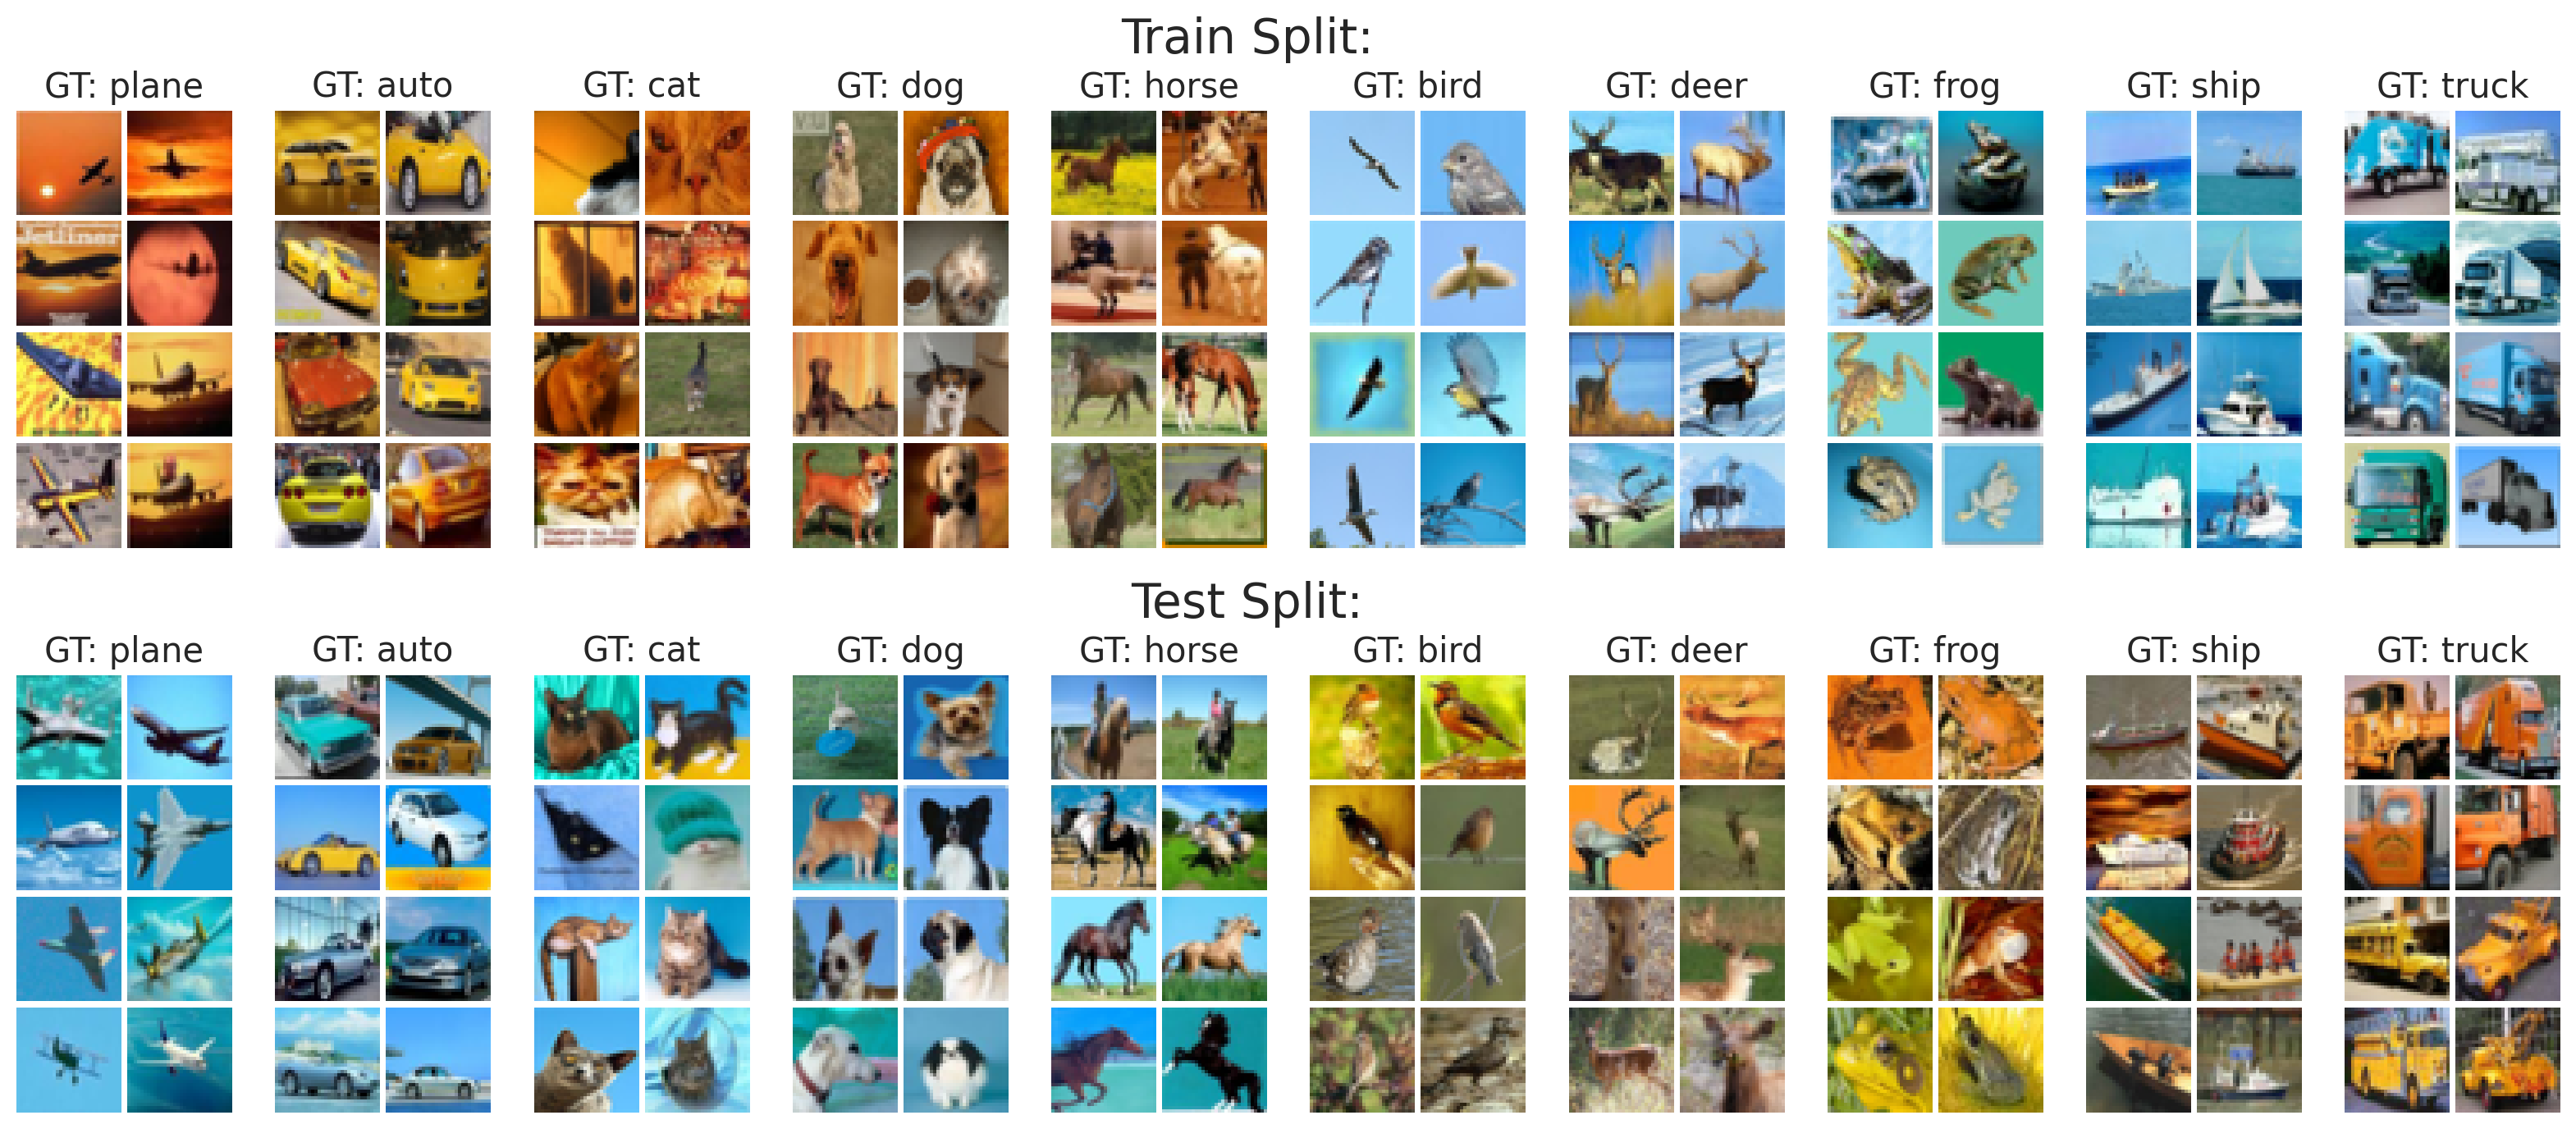 Train Split:
GT: plane
GT: auto
GT: cat
GT: dog
GT: horse
GT: bird
GT: deer
GT: frog
GT: ship
GT: truck
Jetliner
Test Split:
GT: plane
GT: auto
GT: cat
GT: dog
GT: horse
GT: bird
GT: deer
GT: frog
GT: ship
GT: truck